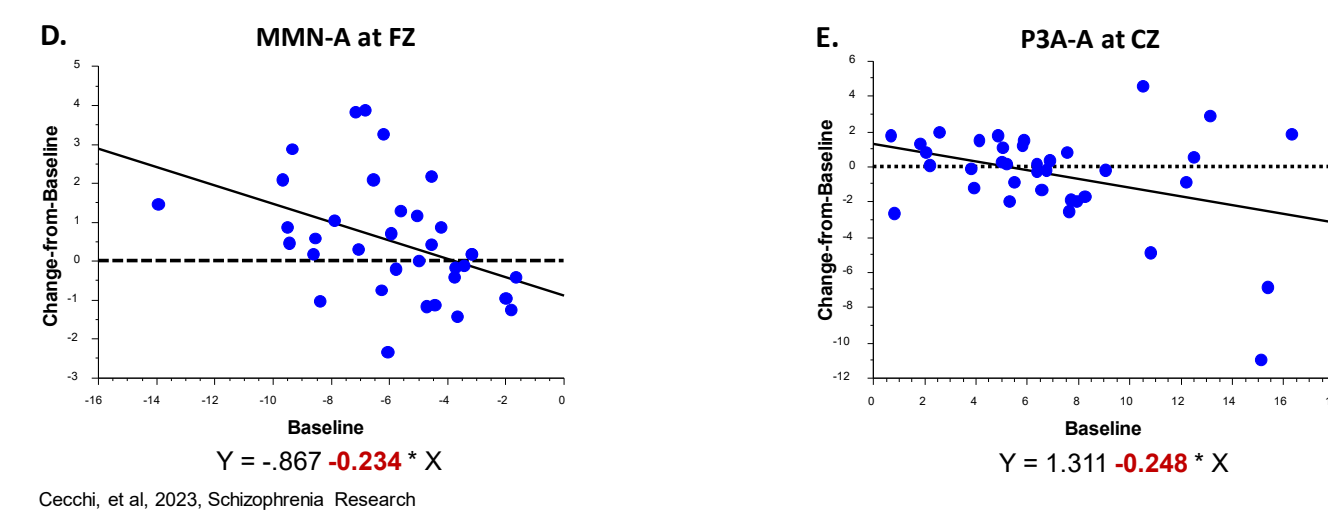 D.
MMN-A at FZ
5
4
3
2
1
0
-1
-2
-3
Change-from-Baseline
-16 -14 -12 -10 -8 -6 -4 -2 0
Baseline
Y = -.867 -0.234 * X
Cecchi, et al, 2023, Schizophrenia Research
E.
P3A-A at CZ
6
4
2
0
-2
-4
-6
-8
-10
-12
Change-from-Baseline
0 2 4 6 8 10 12 14 16
Baseline
Y = 1.311 -0.248 * X